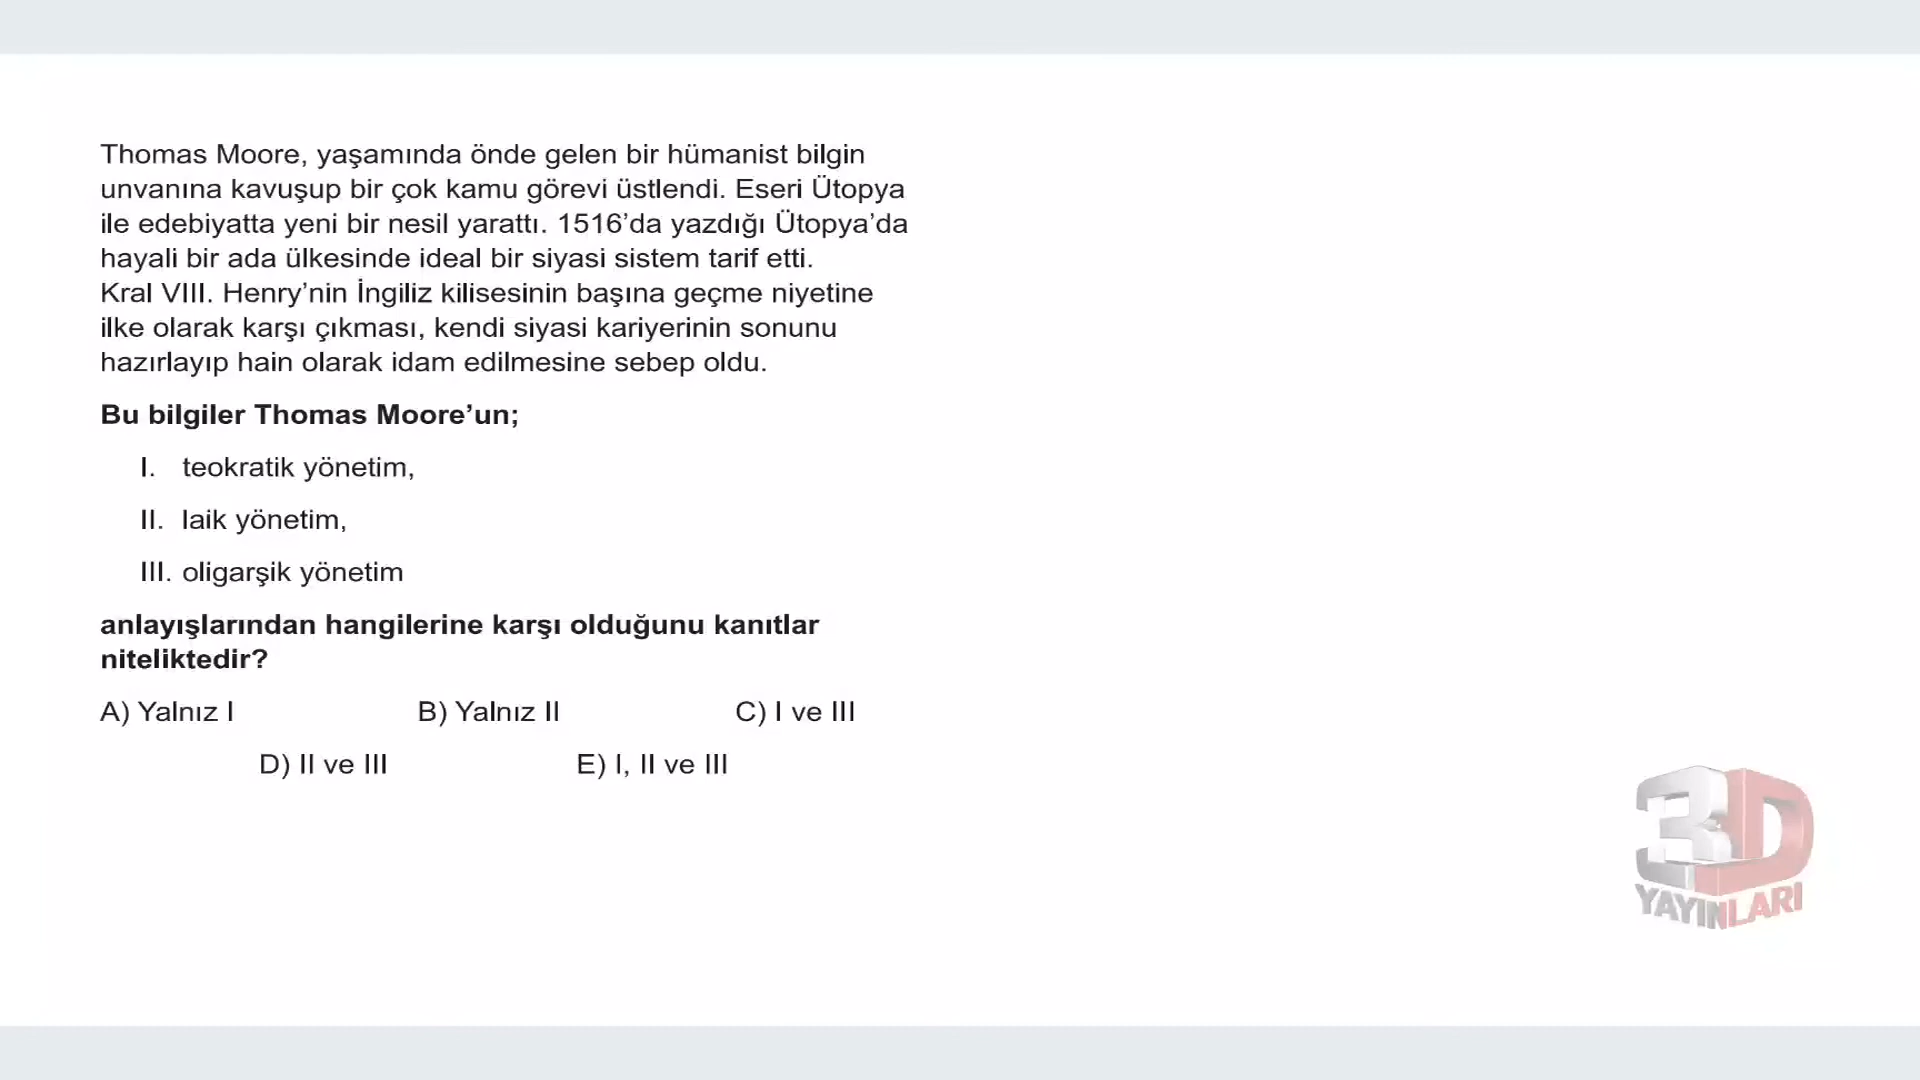 Thomas Moore, yaşamında önde gelen bir hümanist bilgin
unvanına kavuşup bir çok kamu görevi üstlendi. Eseri Ütopya
ile edebiyatta yeni bir nesil yarattı. 1516’da yazdığı Ütopya’da
hayali bir ada ülkesinde ideal bir siyasi sistem tarif etti.
Kral VIII. Henry’nin İngiliz kilisesinin başına geçme niyetine
ilke olarak karşı çıkması, kendi siyasi kariyerinin sonunu
hazırlayıp hain olarak idam edilmesine sebep oldu.
Bu bilgiler Thomas Moore’un;
I. teokratik yönetim,
II. laik yönetim,
III. oligarşik yönetim
anlayışlarından hangilerine karşı olduğunu kanıtlar
niteliktedir?
A) Yalnız I B) Yalnız II C) I ve III
D) II ve III E) I, II ve III
3D
YAYINLARI